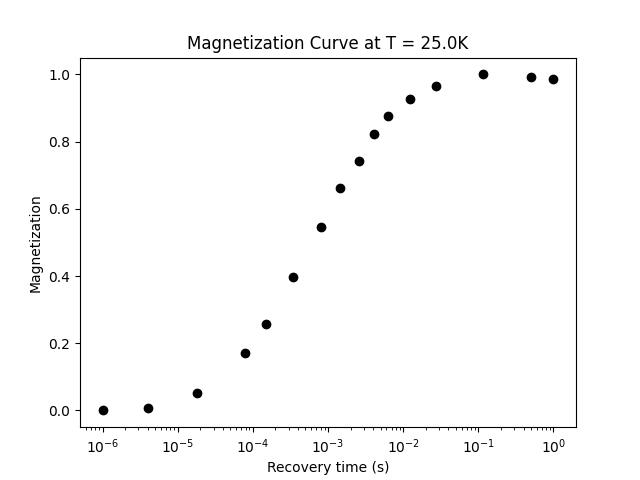 Magnetization Curve at T = 25.0K
1.0
0.8
0.6
0.4
0.2
0.0
Magnetization
10⁻⁶ 10⁻⁵ 10⁻⁴ 10⁻³ 10⁻² 10⁻¹ 10⁰
Recovery time (s)